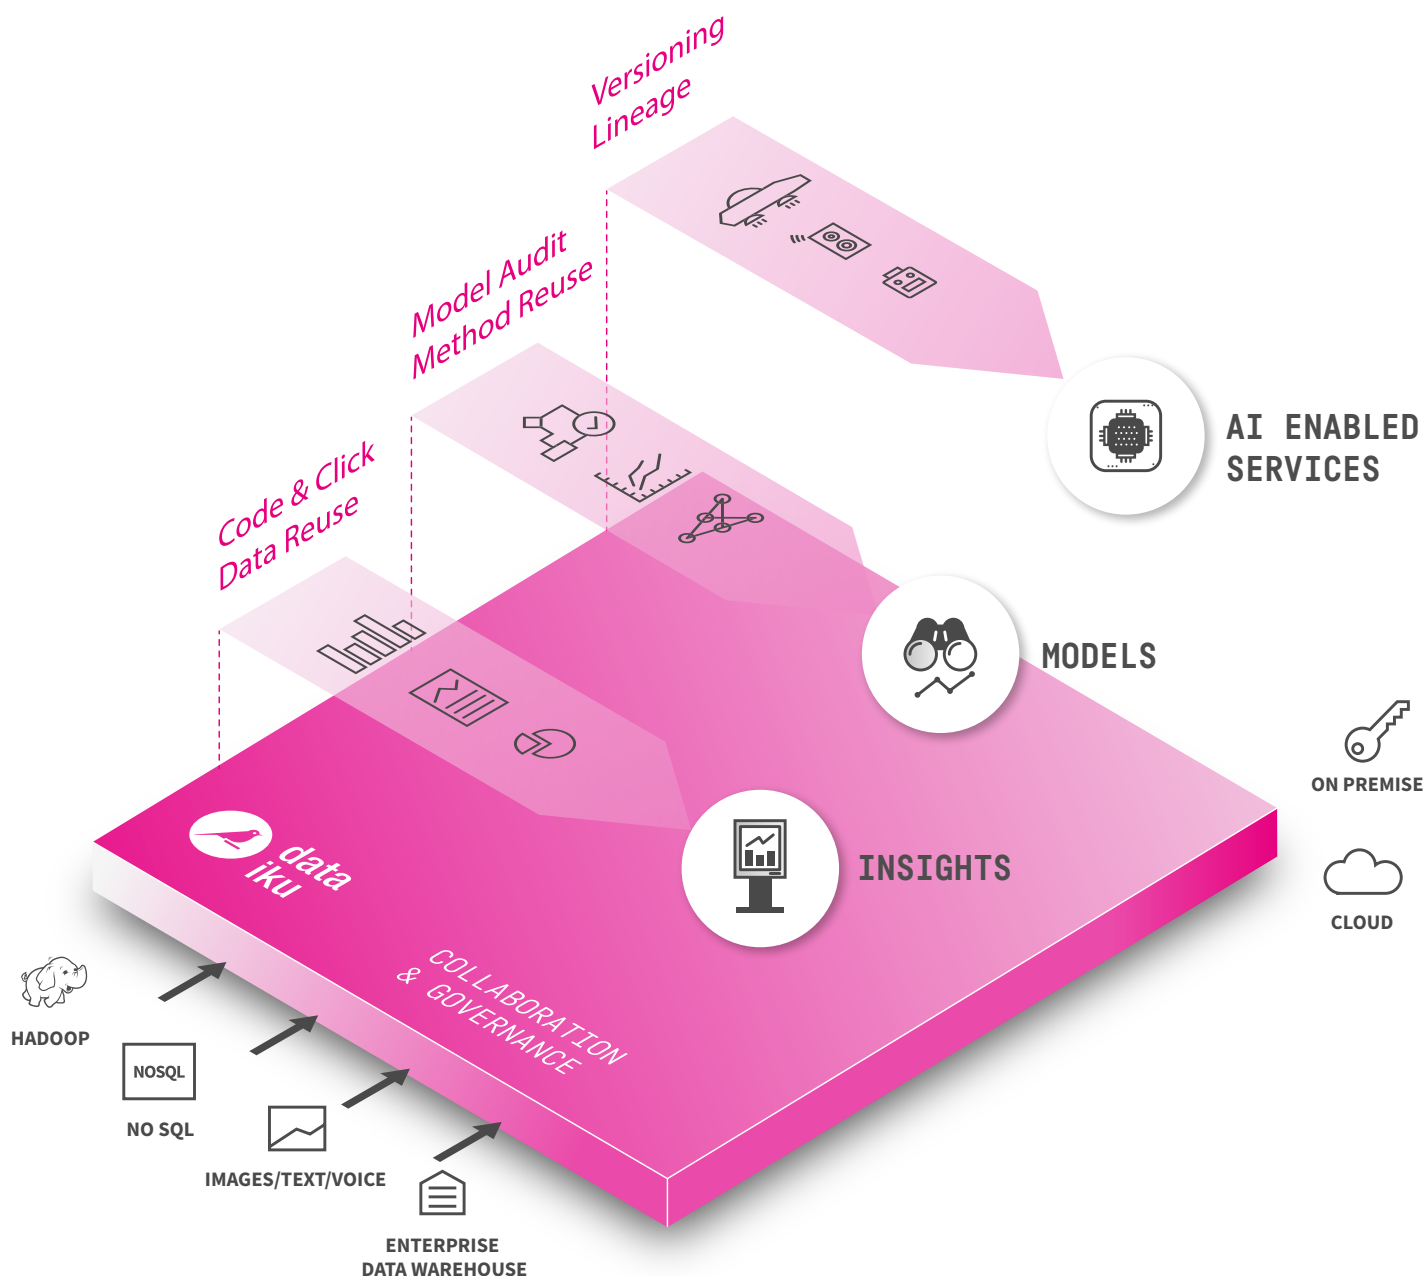 Versioning
Lineage
Model Audit
Method Reuse
Code & Click
Data Reuse
AI ENABLED
SERVICES
MODELS
INSIGHTS
ON PREMISE
CLOUD
data
iku
COLLABORATION
& GOVERNANCE
HADOOP
NOSQL
NO SQL
IMAGES/TEXT/VOICE
ENTERPRISE
DATA WAREHOUSE